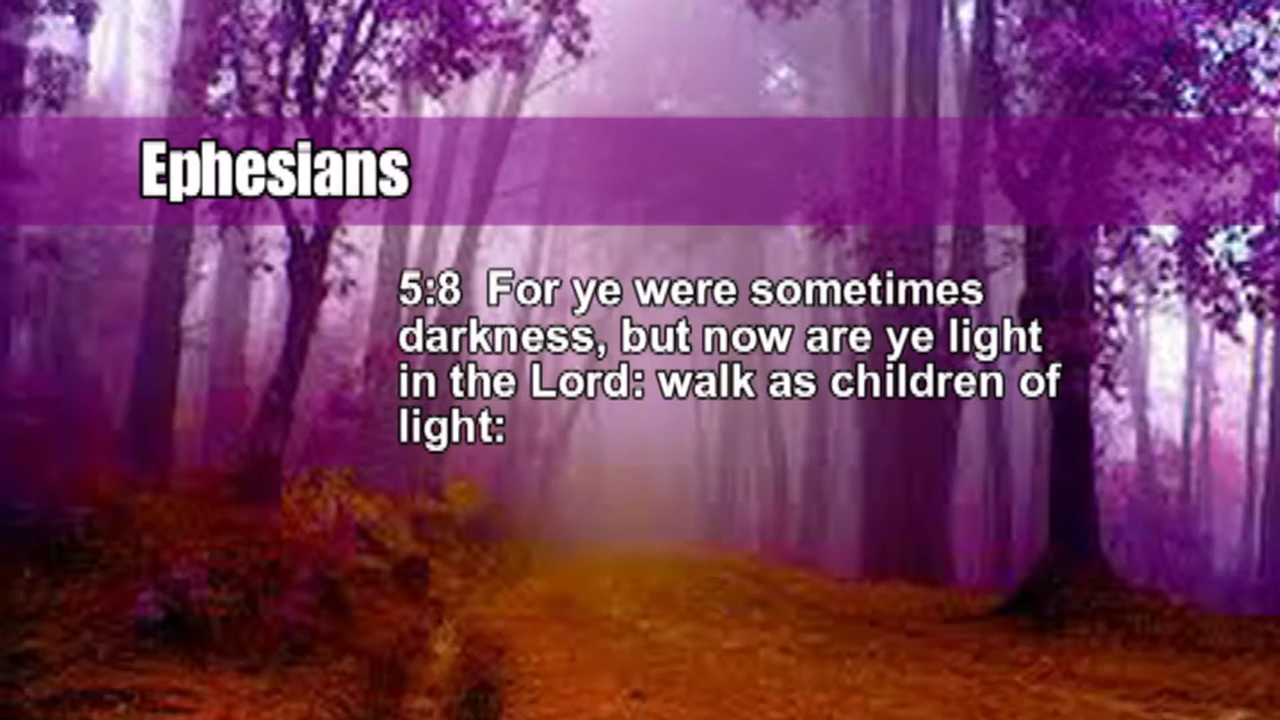 Ephesians
5:8  For ye were sometimes
darkness, but now are ye light
in the Lord: walk as children of
light: